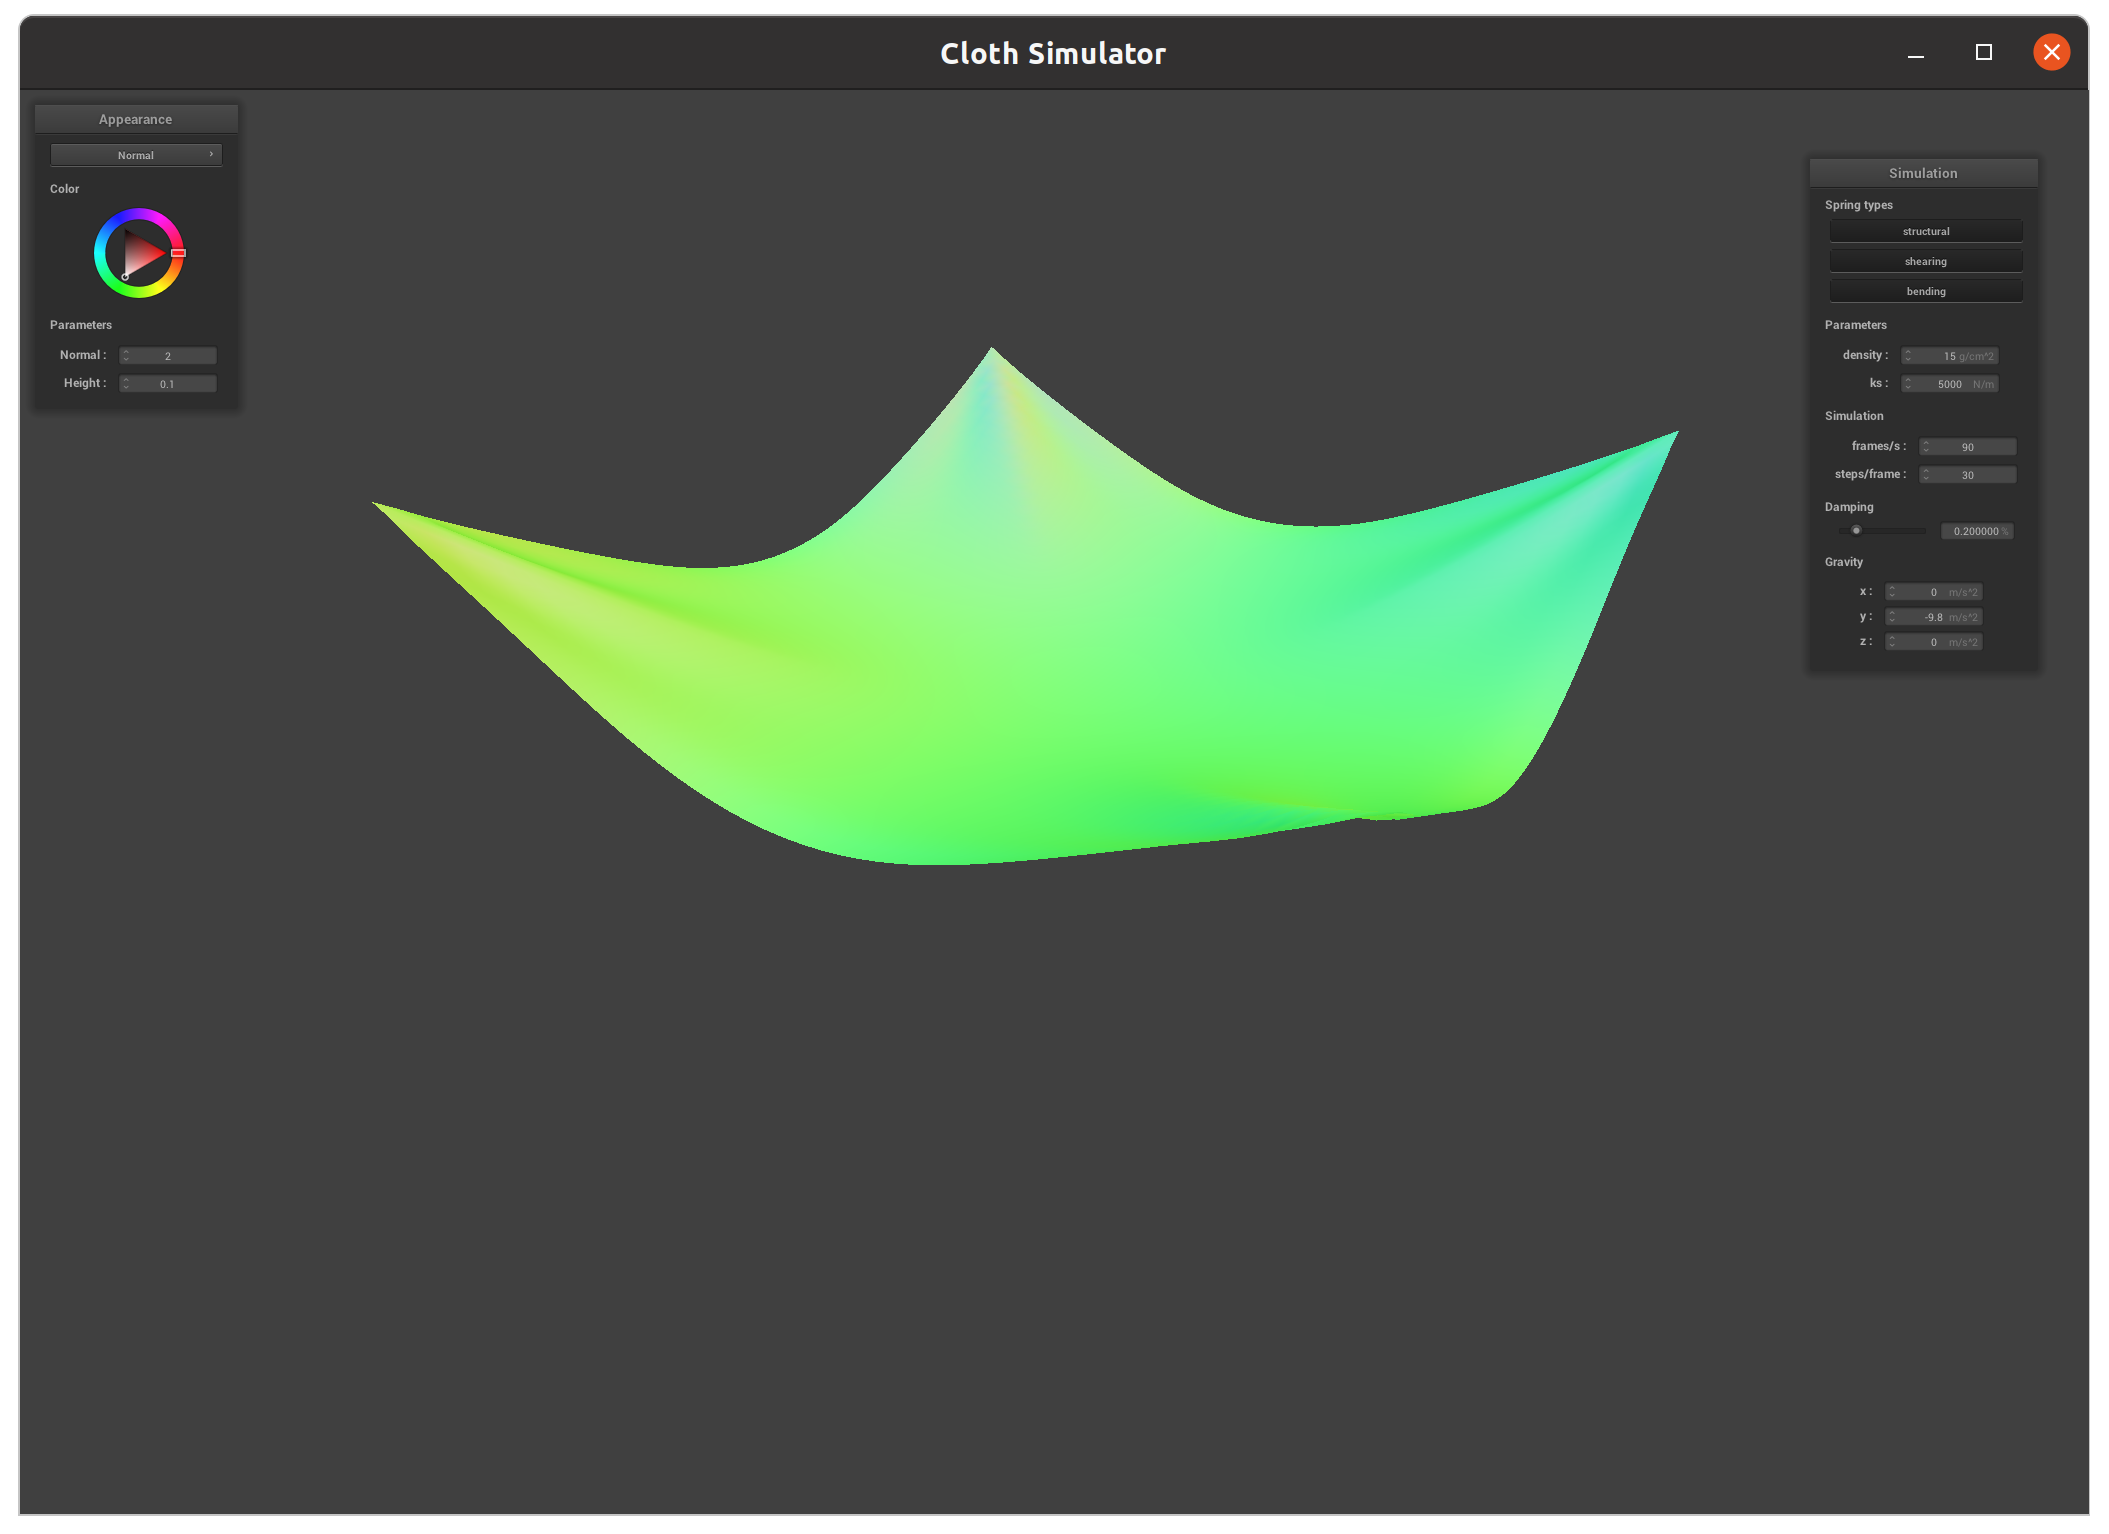 Cloth Simulator
Appearance
Normal
Color
Parameters
Normal : 2
Height : 0.1
Simulation
Spring types
structural
shearing
bending
Parameters
density : 15 g/cm^2
ks : 5000 N/m
Simulation
frames/s : 90
steps/frame : 30
Damping
0.200000 %
Gravity
x : 0 m/s^2
y : -9.8 m/s^2
z : 0 m/s^2